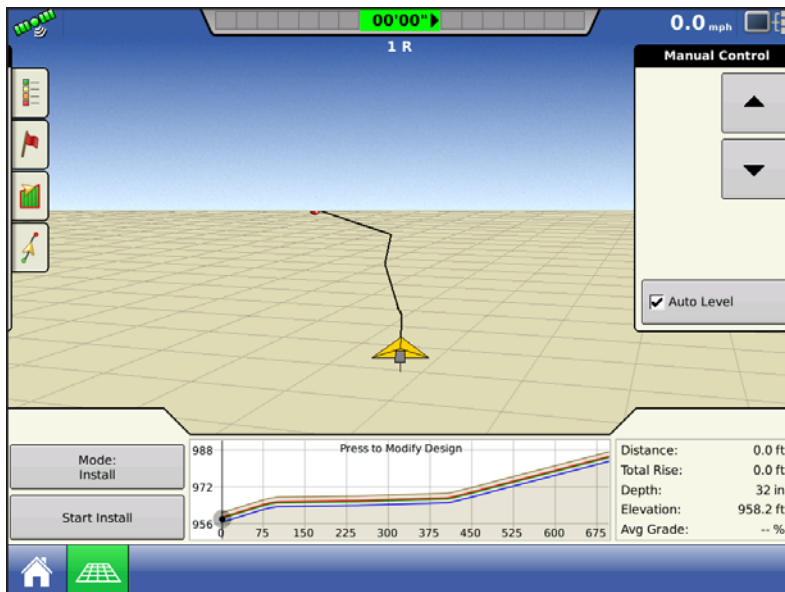 00'00"
0.0 mph
1 R
Manual Control
Auto Level
Mode:
Install
Start Install
Press to Modify Design
988
972
956
0 75 150 225 300 375 450 525 600 675
Distance: 0.0 ft
Total Rise: 0.0 ft
Depth: 32 in
Elevation: 958.2 ft
Avg Grade: -- %